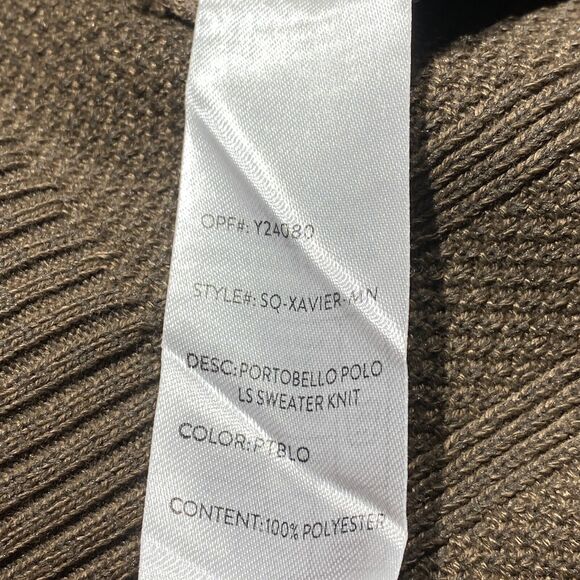 OPF#: Y24080
STYLE#: SQ-XAVIER-MN
DESC:PORTOBELLO POLO
LS SWEATER KNIT
COLOR:PTBLO
CONTENT:100% POLYESTER